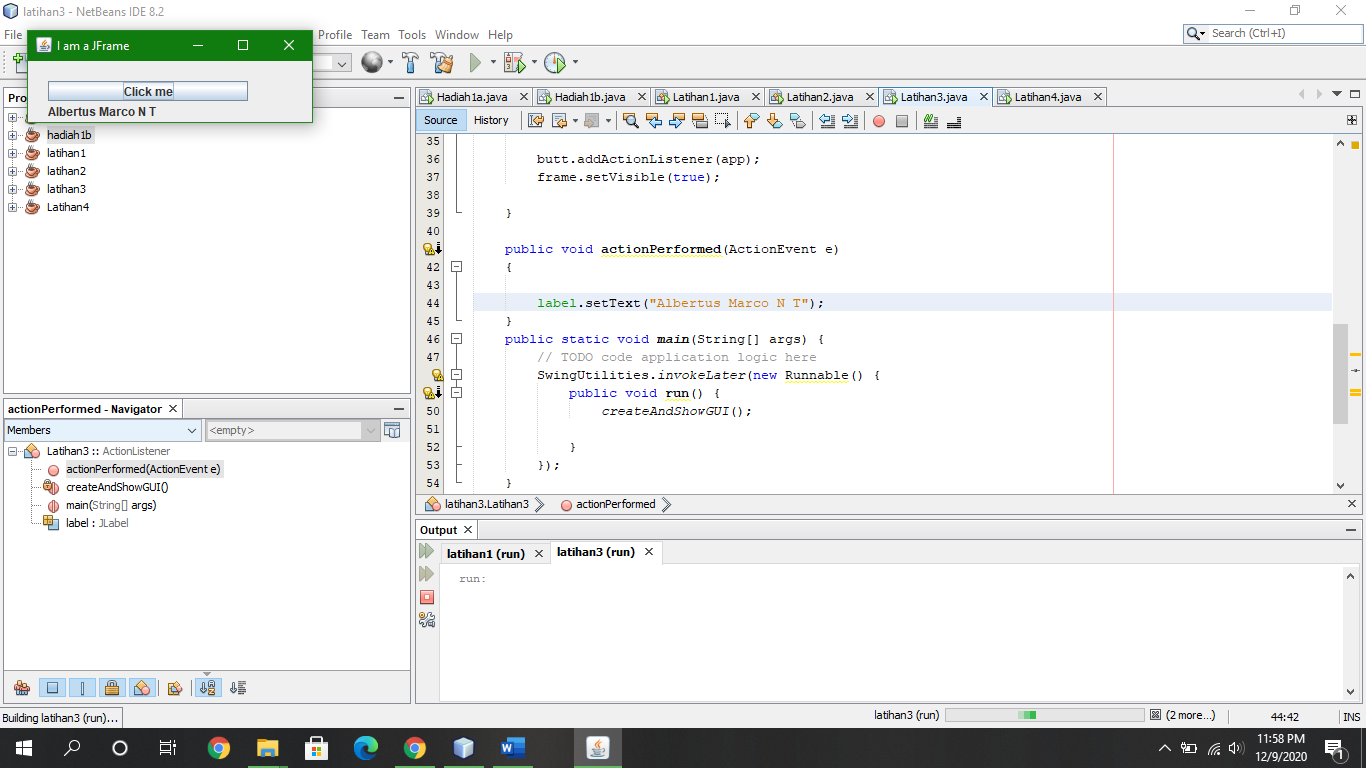 latihan3 - NetBeans IDE 8.2
File
Profile Team Tools Window Help
Search (Ctrl+I)
I am a JFrame
Click me
Albertus Marco N T
hadiah1b
latihan1
latihan2
latihan3
Latihan4
Hadiah1a.java Hadiah1b.java Latihan1.java Latihan2.java Latihan3.java Latihan4.java
Source History
35
36 butt.addActionListener(app);
37 frame.setVisible(true);
38
39 }
40
public void actionPerformed(ActionEvent e)
42 {
43
44 label.setText("Albertus Marco N T");
45 }
46 public static void main(String[] args) {
47 // TODO code application logic here
SwingUtilities.invokeLater(new Runnable() {
public void run() {
50 createAndShowGUI();
51
52 }
53 });
54 }
latihan3.Latihan3 actionPerformed
actionPerformed - Navigator
Members
<empty>
Latihan3 :: ActionListener
actionPerformed(ActionEvent e)
createAndShowGUI()
main(String[] args)
label : JLabel
Output
latihan1 (run) latihan3 (run)
run:
Building latihan3 (run)...
latihan3 (run)
(2 more...)
44:42
INS
11:58 PM
12/9/2020
1